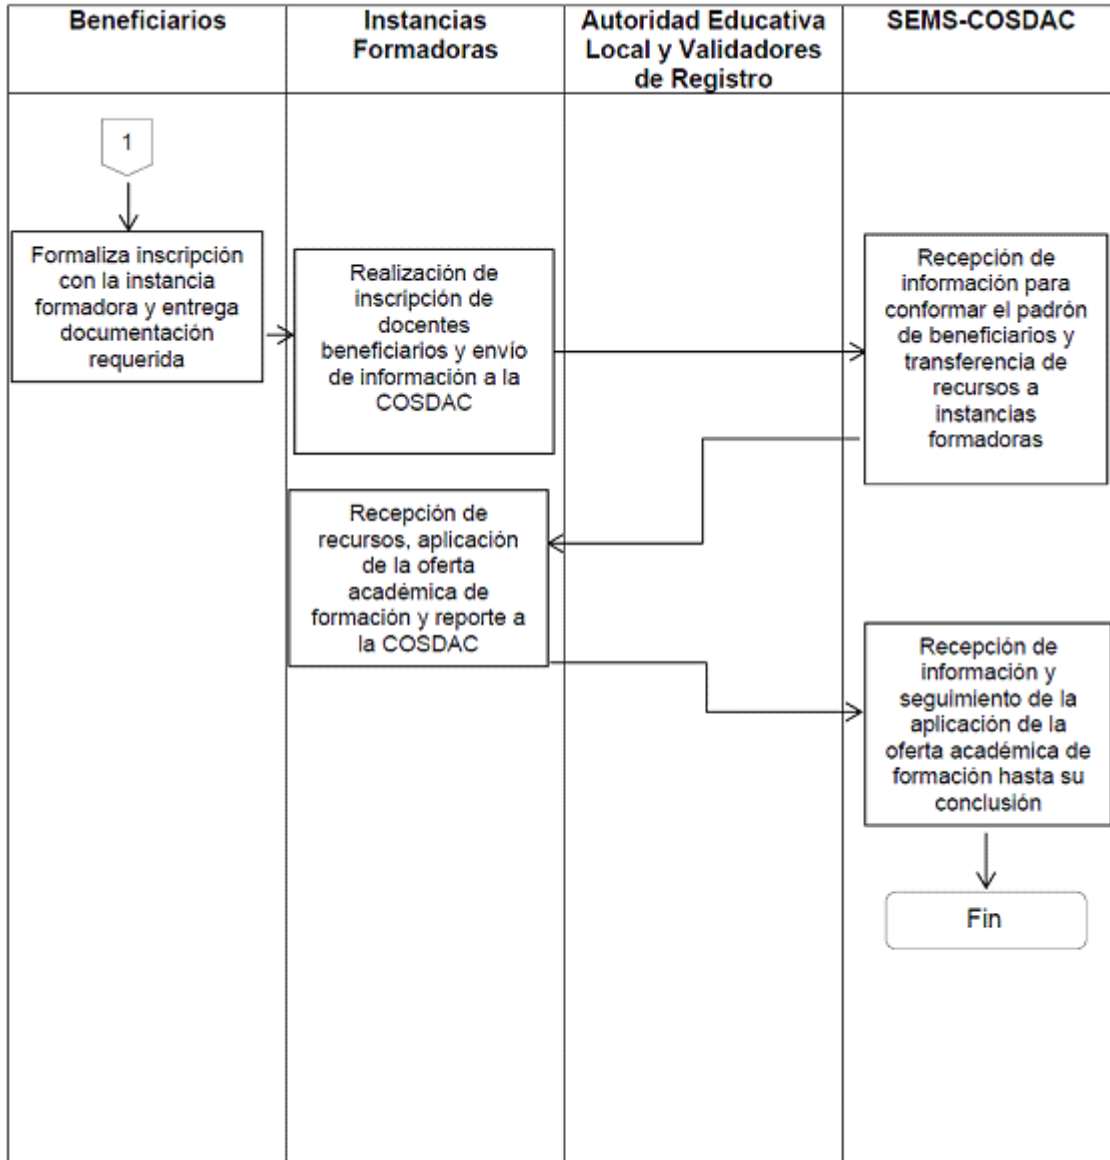 Beneficiarios
Instancias
Formadoras
Autoridad Educativa
Local y Validadores
de Registro
SEMS-COSDAC
1
Formaliza inscripción
con la instancia
formadora y entrega
documentación
requerida
Realización de
inscripción de
docentes
beneficiarios y envío
de información a la
COSDAC
Recepción de
información para
conformar el padrón
de beneficiarios y
transferencia de
recursos a
instancias
formadoras
Recepción de
recursos, aplicación
de la oferta
académica de
formación y reporte a
la COSDAC
Recepción de
información y
seguimiento de la
aplicación de la
oferta académica de
formación hasta su
conclusión
Fin